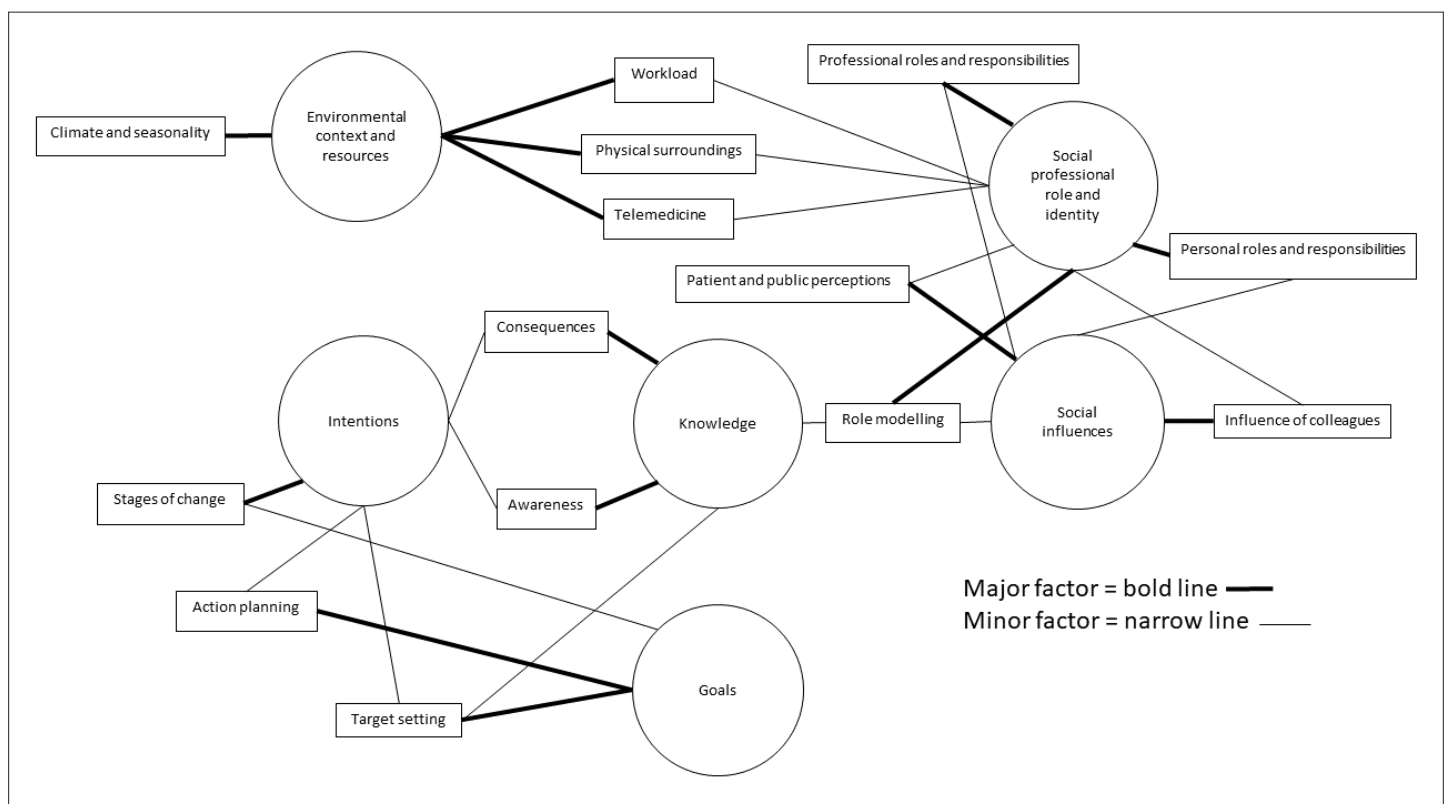 Professional roles and responsibilities
Workload
Environmental
context and
resources
Climate and seasonality
Physical surroundings
Social
professional
role and
identity
Telemedicine
Personal roles and responsibilities
Patient and public perceptions
Consequences
Intentions
Knowledge
Role modelling
Social
influences
Influence of colleagues
Stages of change
Awareness
Major factor = bold line
Minor factor = narrow line
Action planning
Goals
Target setting